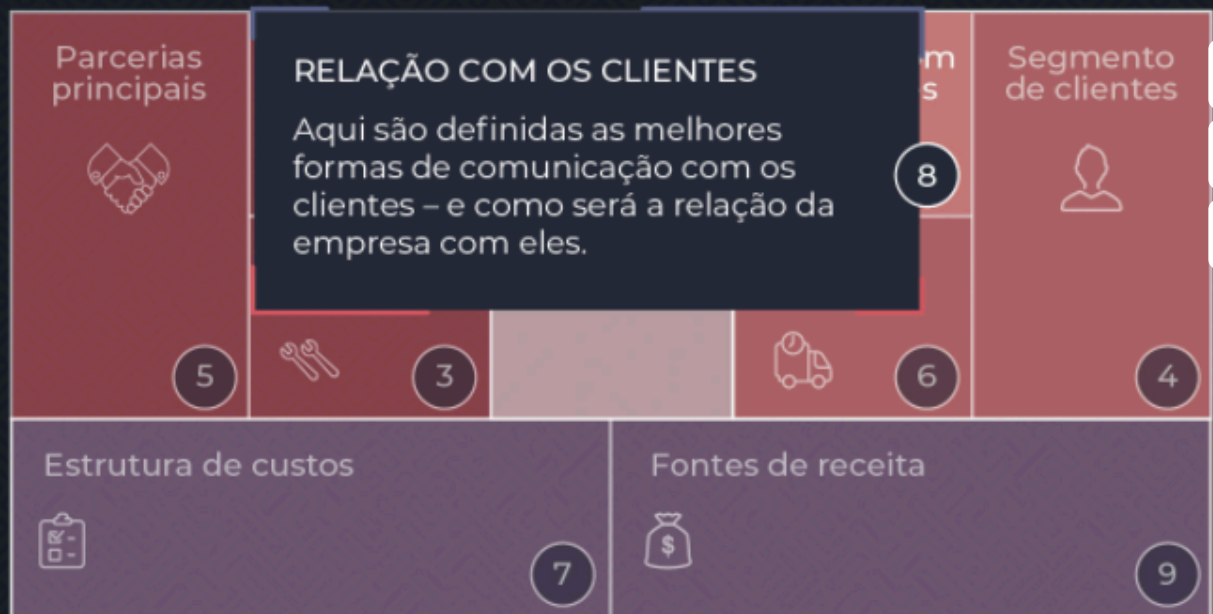 Parcerias
principais
RELAÇÃO COM OS CLIENTES
Aqui são definidas as melhores
formas de comunicação com os
clientes – e como será a relação da
empresa com eles.
m
s
8
Segmento
de clientes
5
3
6
4
Estrutura de custos
7
Fontes de receita
$
9